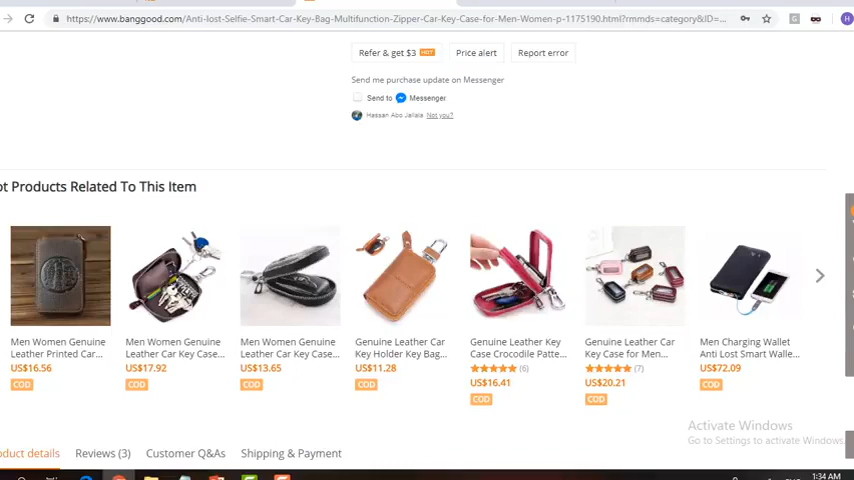 https://www.banggood.com/Anti-lost-Selfie-Smart-Car-Key-Bag-Multifunction-Zipper-Car-Key-Case-for-Men-Women-p-1175190.html?rmmds=category&ID=...
Refer & get $3 HOT
Price alert
Report error
Send me purchase update on Messenger
Send to Messenger
Hassan Abo Jallala Not you?
ot Products Related To This Item
Men Women Genuine
Leather Printed Car...
US$16.56
COD
Men Women Genuine
Leather Car Key Case...
US$17.92
COD
Men Women Genuine
Leather Car Key Case...
US$13.65
COD
Genuine Leather Car
Key Holder Key Bag...
US$11.28
COD
Genuine Leather Key
Case Crocodile Patte...
(6)
US$16.41
COD
Genuine Leather Car
Key Case for Men...
(7)
US$20.21
COD
Men Charging Wallet
Anti Lost Smart Walle...
US$72.09
COD
Activate Windows
Go to Settings to activate Windows.
oduct details
Reviews (3)
Customer Q&As
Shipping & Payment
1:34 AM